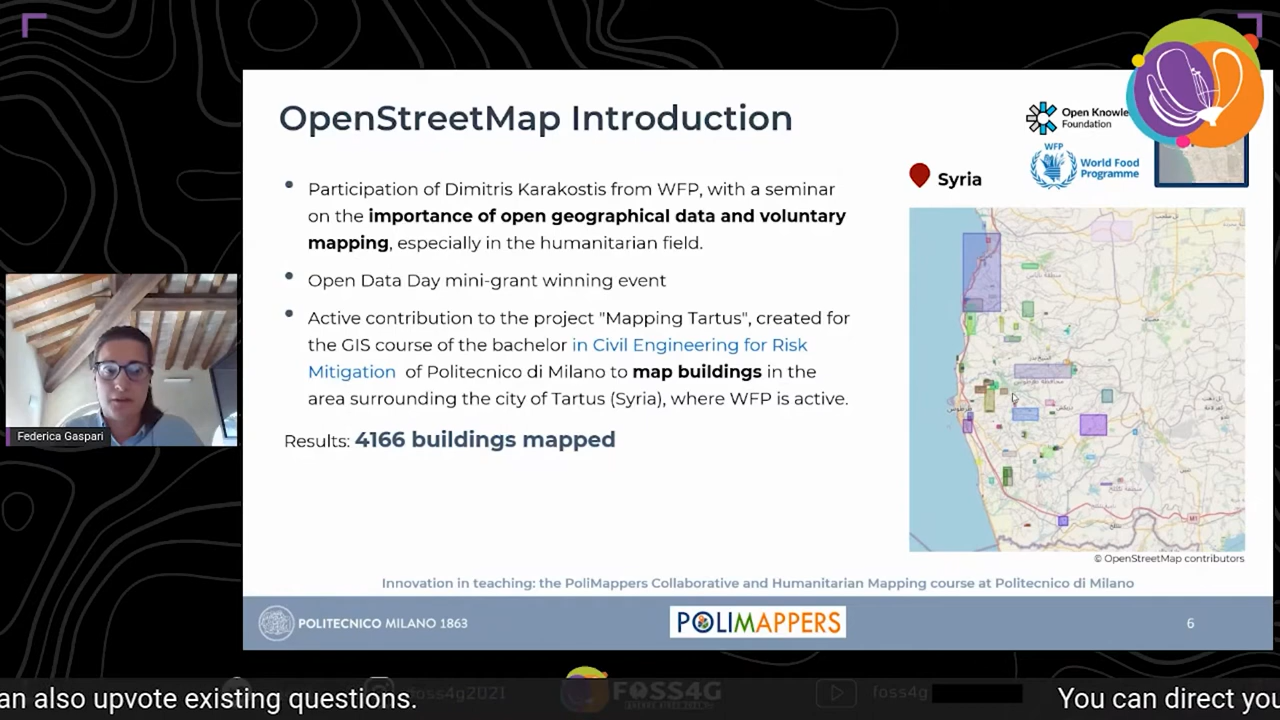 OpenStreetMap Introduction
Open Knowle
Foundation
WFP
World Food
Programme
Syria
• Participation of Dimitris Karakostis from WFP, with a seminar
on the importance of open geographical data and voluntary
mapping, especially in the humanitarian field.
• Open Data Day mini-grant winning event
• Active contribution to the project "Mapping Tartus", created for
the GIS course of the bachelor in Civil Engineering for Risk
Mitigation of Politecnico di Milano to map buildings in the
area surrounding the city of Tartus (Syria), where WFP is active.
Results: 4166 buildings mapped
Federica Gaspari
M1
© OpenStreetMap contributors
Innovation in teaching: the PoliMappers Collaborative and Humanitarian Mapping course at Politecnico di Milano
POLITECNICO MILANO 1863
POLIMAPPERS
6
foss4g2021
FOSS4G
foss4g
an also upvote existing questions.
You can direct you